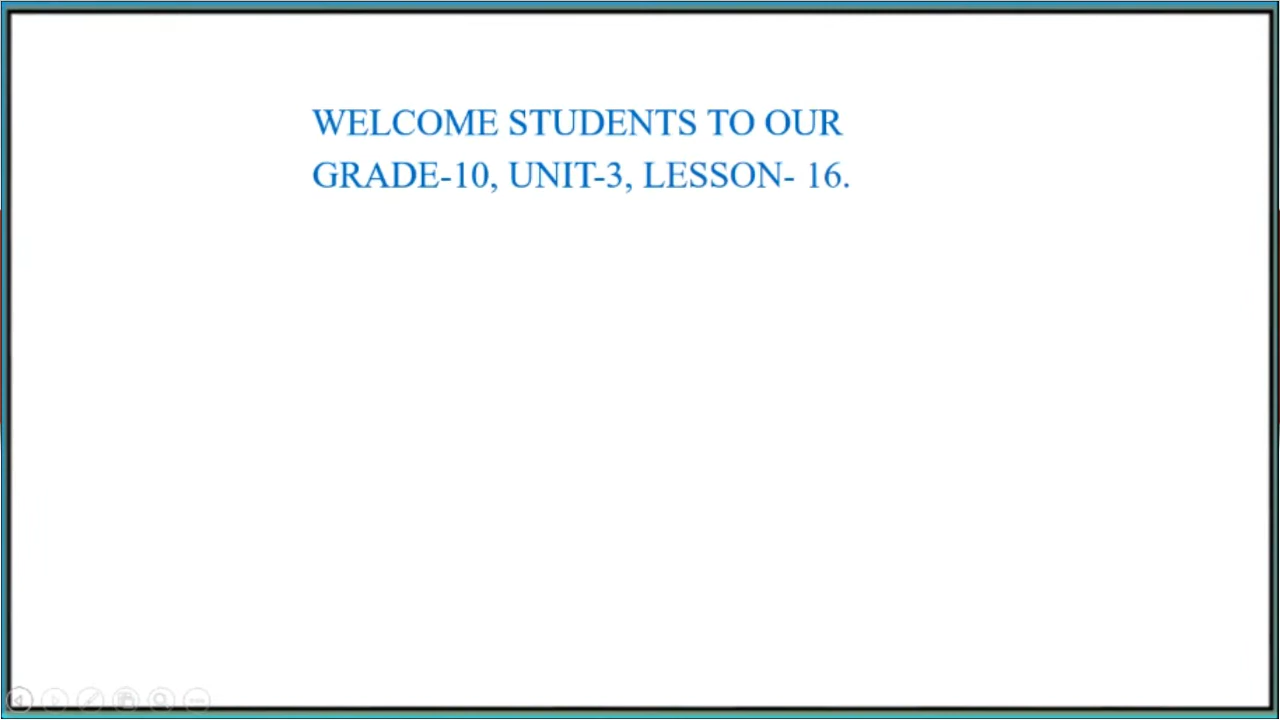 WELCOME STUDENTS TO OUR
GRADE-10, UNIT-3, LESSON- 16.